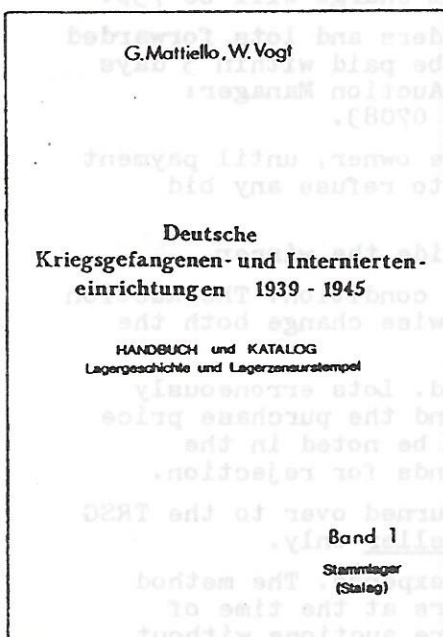 G. Mattiello, W. Vogt
Deutsche
Kriegsgefangenen- und Internierten-
einrichtungen 1939 - 1945
HANDBUCH und KATALOG
Lagergeschichte und Lagerzensurstempel
Band 1
Stammlager
(Stalag)